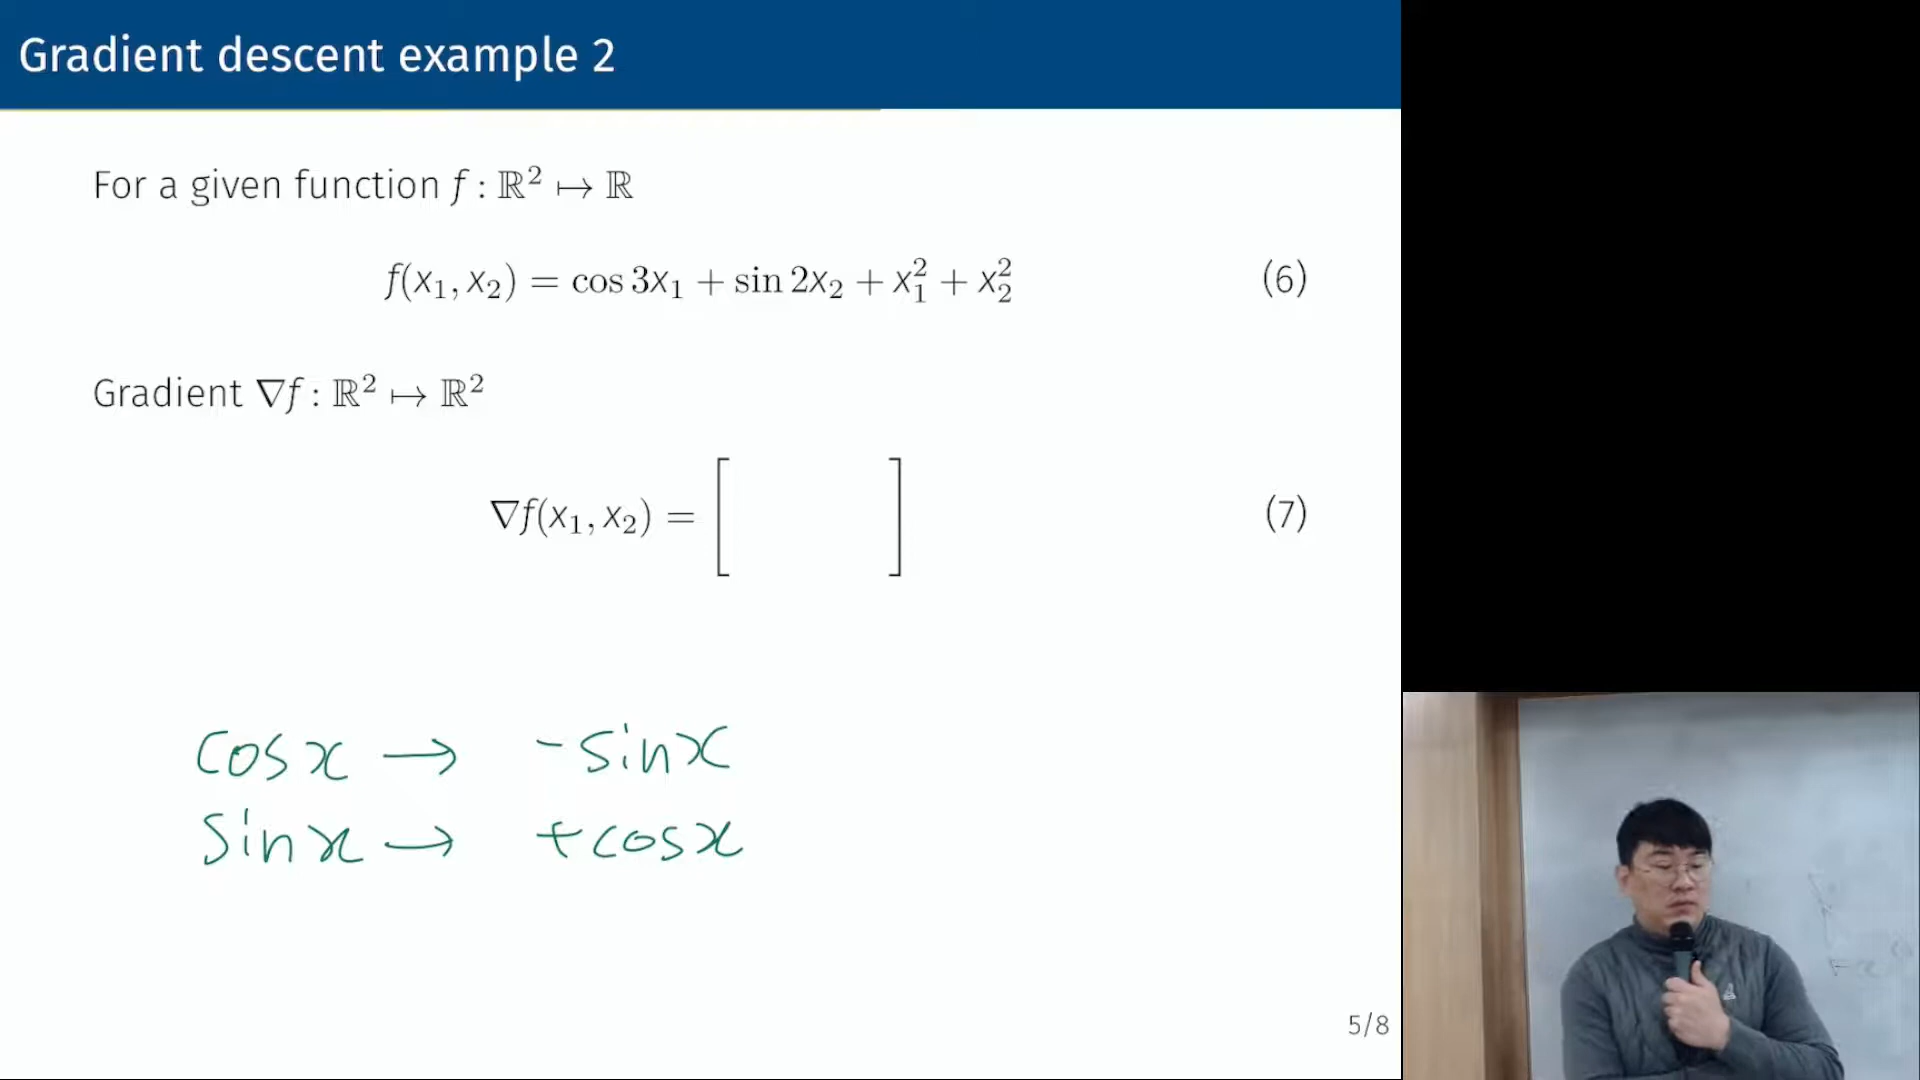 Gradient descent example 2
For a given function f : ℝ² ↦ ℝ
f(x₁, x₂) = cos 3x₁ + sin 2x₂ + x₁² + x₂² (6)
Gradient ∇f : ℝ² ↦ ℝ²
∇f(x₁, x₂) = [ ] (7)
cos x → - sin x
sin x → + cos x
5/8